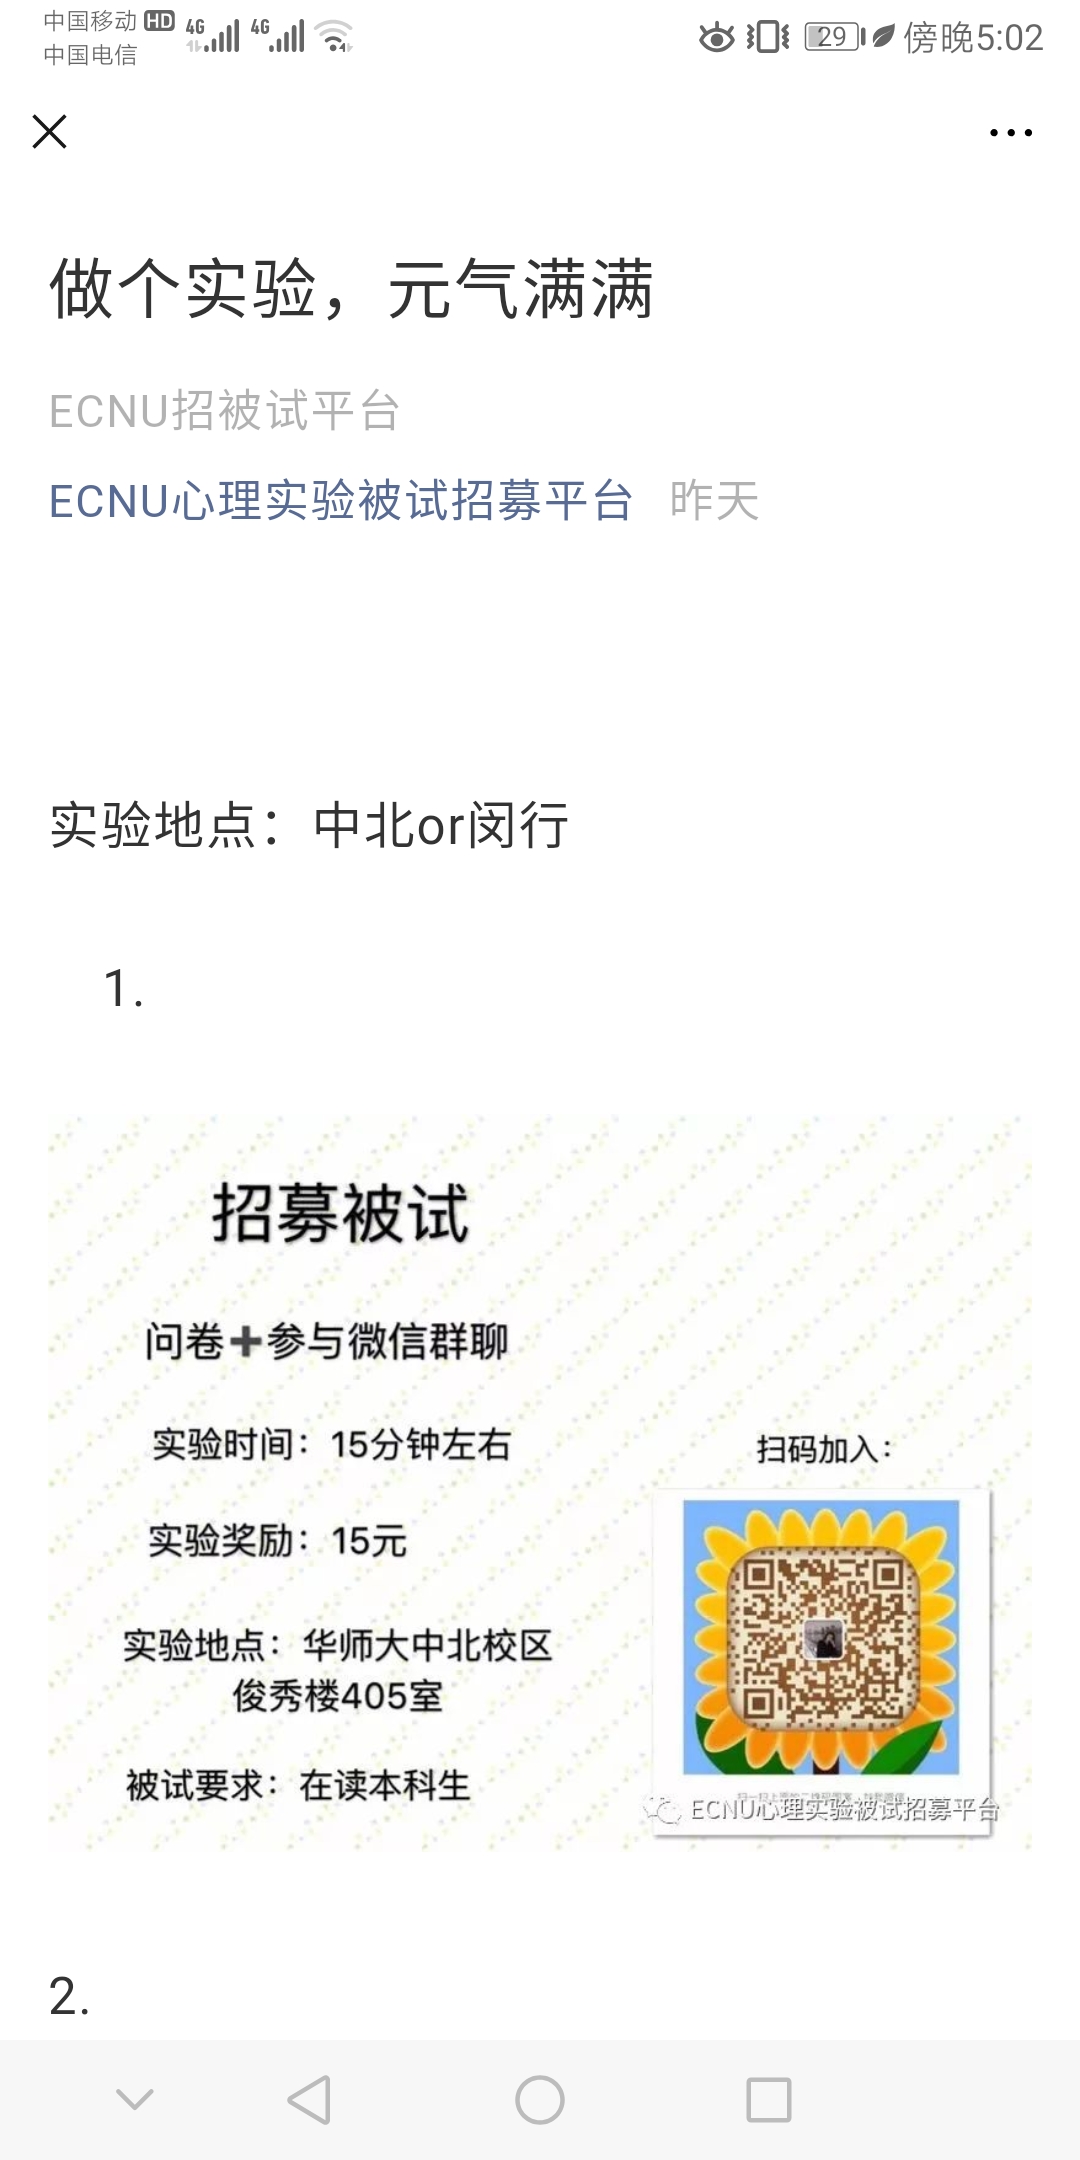 中国移动 HD 4G 4G 29 傍晚5:02
中国电信
做个实验，元气满满
ECNU招被试平台
ECNU心理实验被试招募平台 昨天
实验地点：中北or闵行
1.
招募被试
问卷➕参与微信群聊
实验时间：15分钟左右
扫码加入：
实验奖励：15元
实验地点：华师大中北校区
俊秀楼405室
被试要求：在读本科生
ECNU心理实验被试招募平台
2.